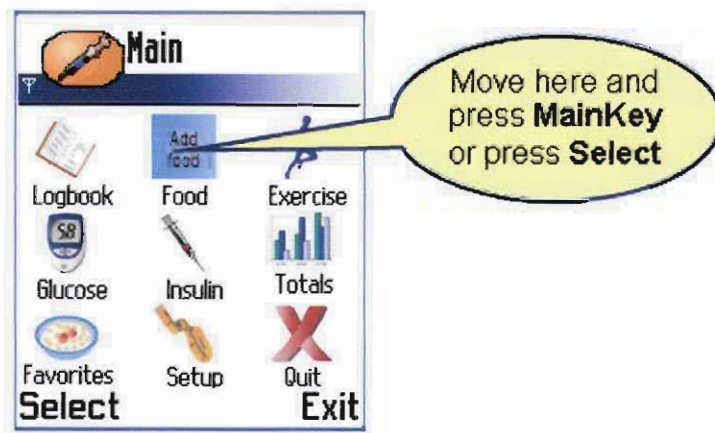 Main
Move here and
press MainKey
or press Select
Add
food
Logbook Food Exercise
58
Glucose Insulin Totals
Favorites Setup Quit
Select Exit